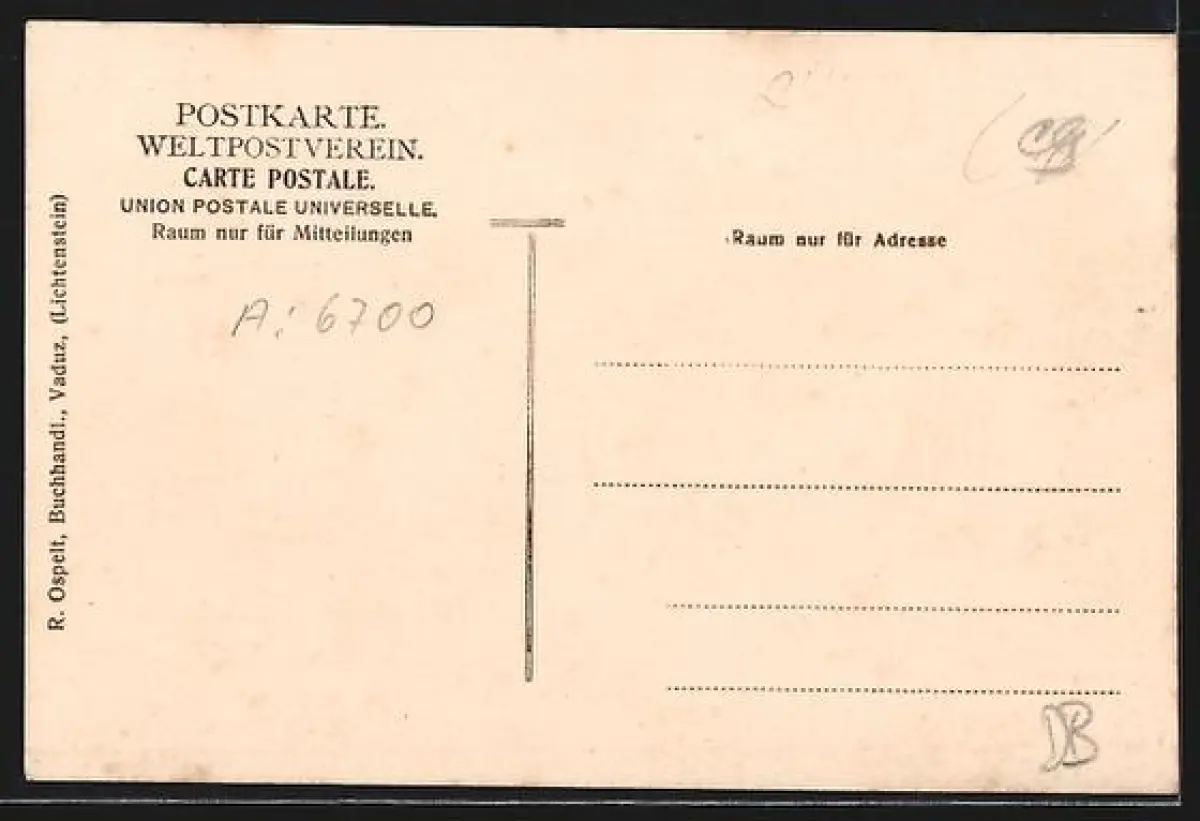 POSTKARTE.
WELTPOSTVEREIN.
CARTE POSTALE.
UNION POSTALE UNIVERSELLE.
Raum nur für Mitteilungen
A: 6700
R. Ospelt, Buchhandl., Vaduz, (Lichtenstein)
Raum nur für Adresse